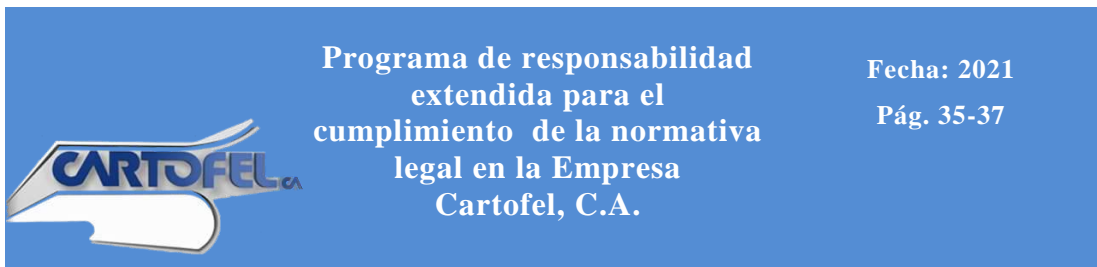 Programa de responsabilidad
extendida para el
cumplimiento de la normativa
legal en la Empresa
Cartofel, C.A.
Fecha: 2021
Pág. 35-37
CARTOFEL CA